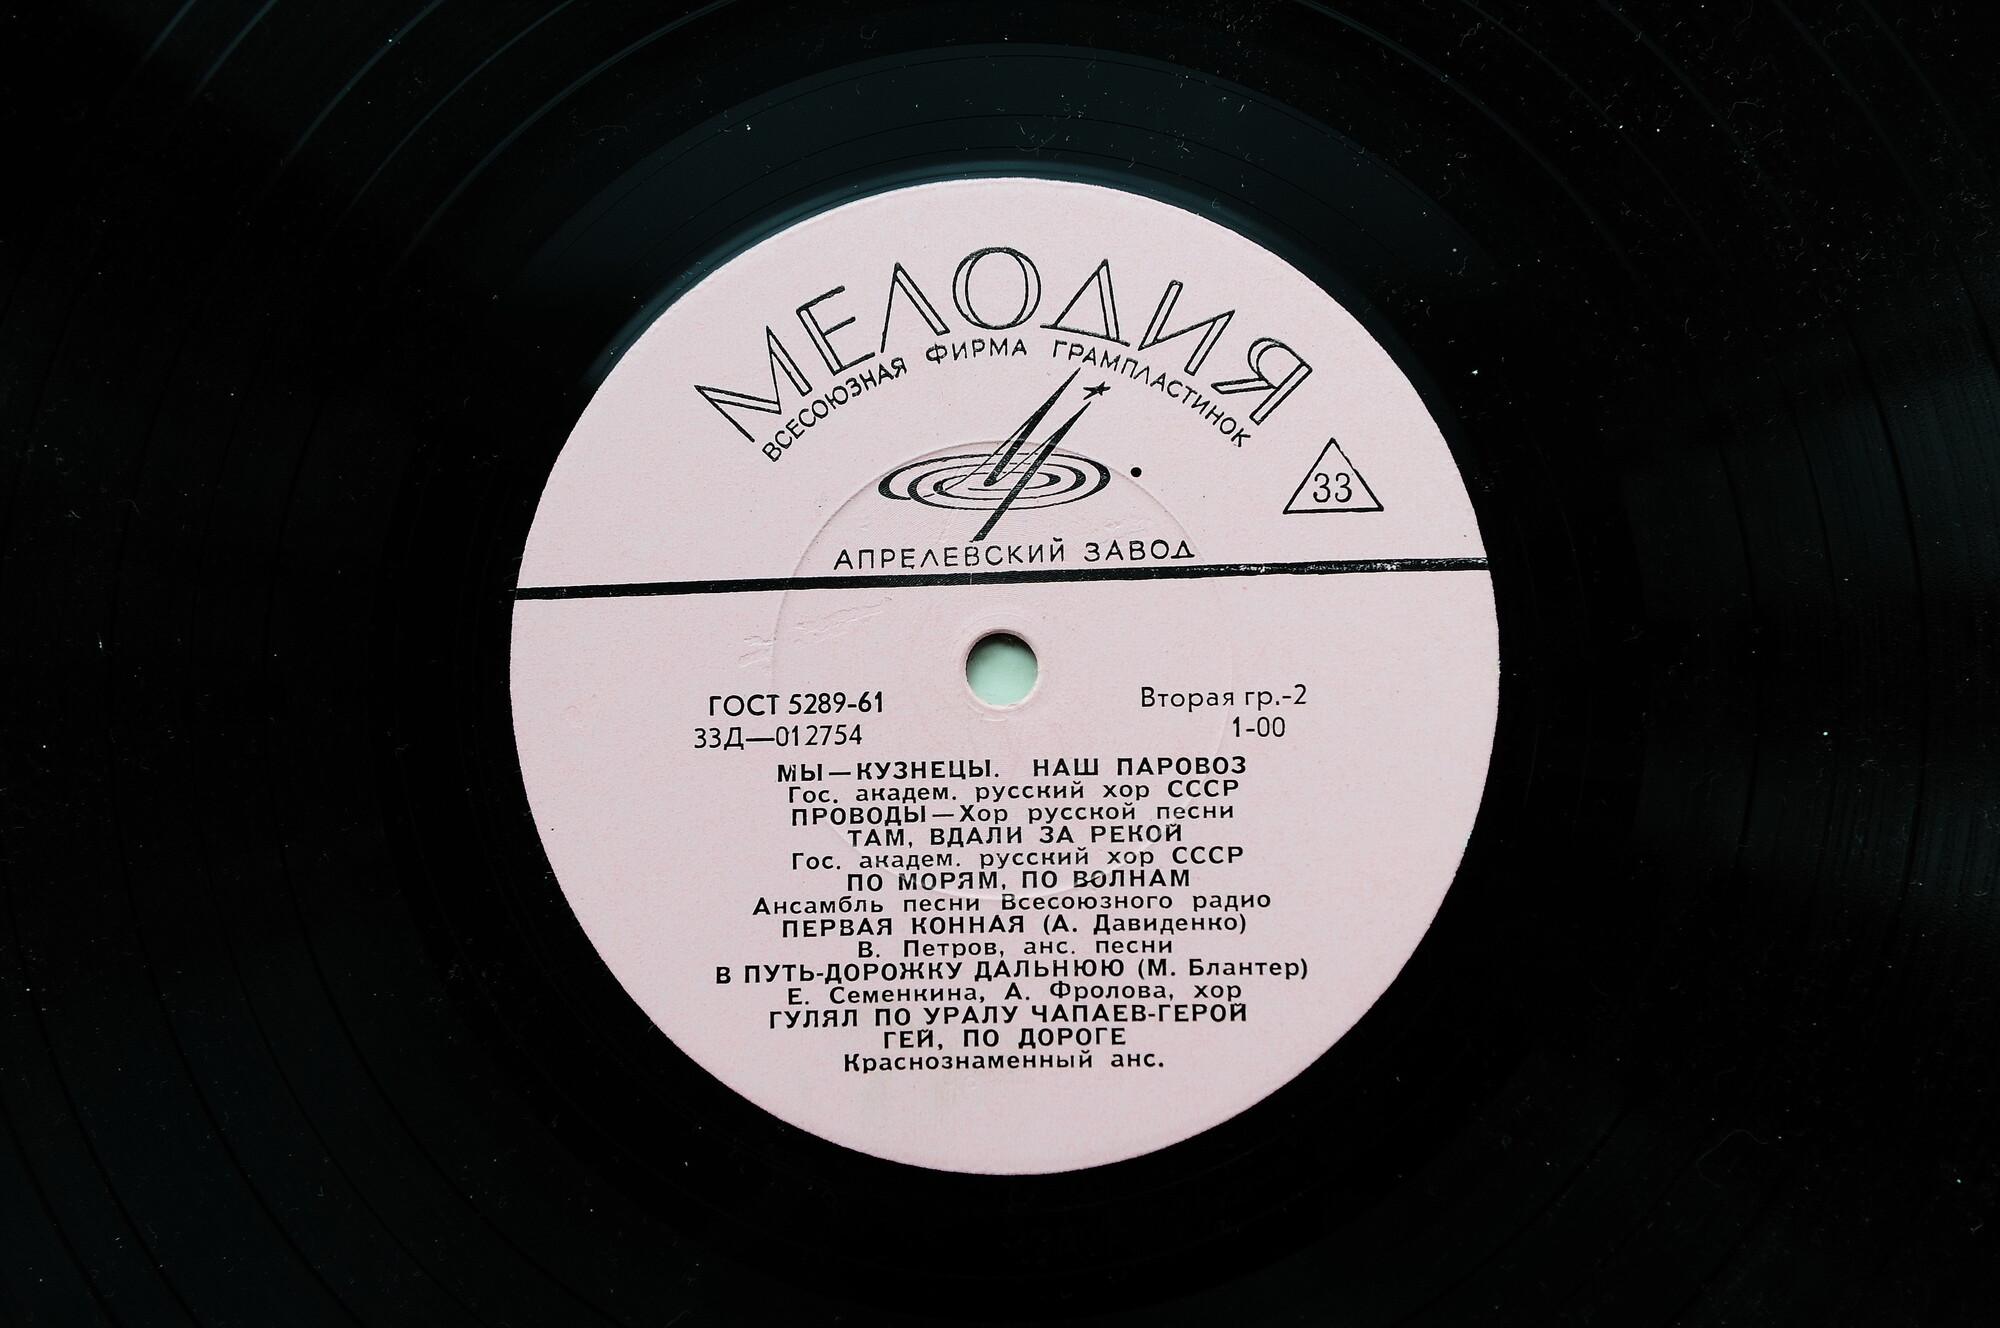 МЕЛОДИЯ
ВСЕСОЮЗНАЯ ФИРМА ГРАМПЛАСТИНОК
33
АПРЕЛЕВСКИЙ ЗАВОД
ГОСТ 5289-61
Вторая гр.-2
33Д—012754
1-00
МЫ—КУЗНЕЦЫ. НАШ ПАРОВОЗ
Гос. академ. русский хор СССР
ПРОВОДЫ—Хор русской песни
ТАМ, ВДАЛИ ЗА РЕКОЙ
Гос. академ. русский хор СССР
ПО МОРЯМ, ПО ВОЛНАМ
Ансамбль песни Всесоюзного радио
ПЕРВАЯ КОННАЯ (А. Давиденко)
В. Петров, анс. песни
В ПУТЬ-ДОРОЖКУ ДАЛЬНЮЮ (М. Блантер)
Е. Семенкина, А. Фролова, хор
ГУЛЯЛ ПО УРАЛУ ЧАПАЕВ-ГЕРОЙ
ГЕЙ, ПО ДОРОГЕ
Краснознаменный анс.